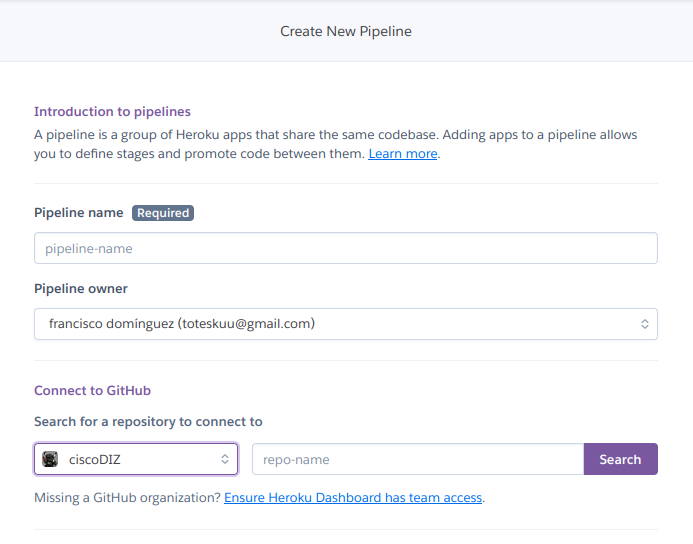 Create New Pipeline
Introduction to pipelines
A pipeline is a group of Heroku apps that share the same codebase. Adding apps to a pipeline allows
you to define stages and promote code between them. Learn more.
Pipeline name Required
pipeline-name
Pipeline owner
francisco domínguez (toteskuu@gmail.com)
Connect to GitHub
Search for a repository to connect to
ciscoDIZ repo-name Search
Missing a GitHub organization? Ensure Heroku Dashboard has team access.